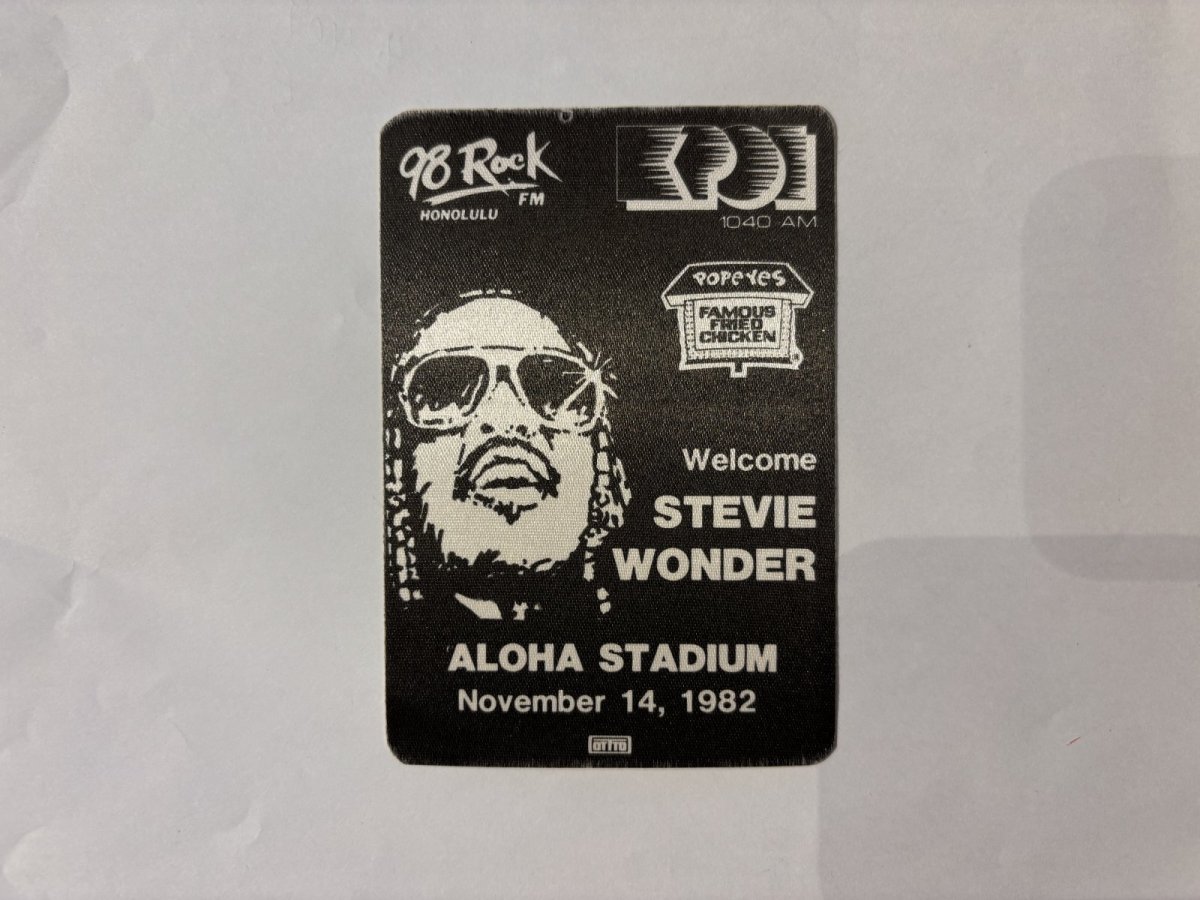 98 Rock
FM
HONOLULU
KPOI
1040 AM
POPEYES
FAMOUS
FRIED
CHICKEN
Welcome
STEVIE
WONDER
ALOHA STADIUM
November 14, 1982
OTTO